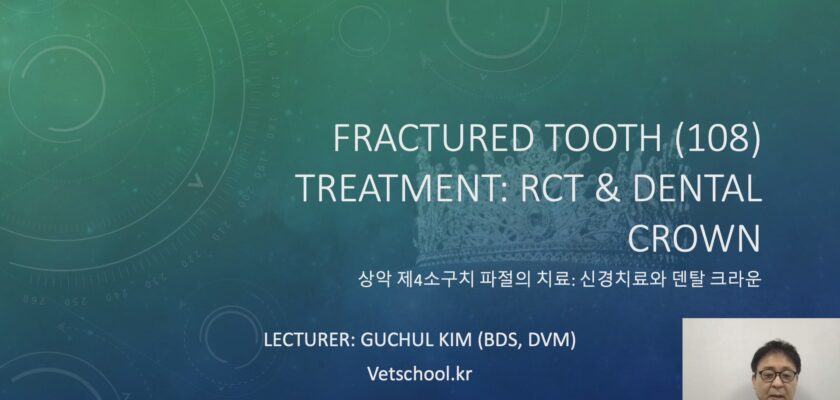 FRACTURED TOOTH (108)
TREATMENT: RCT & DENTAL
CROWN
상악 제4소구치 파절의 치료: 신경치료와 덴탈 크라운
LECTURER: GUCHUL KIM (BDS, DVM)
Vetschool.kr